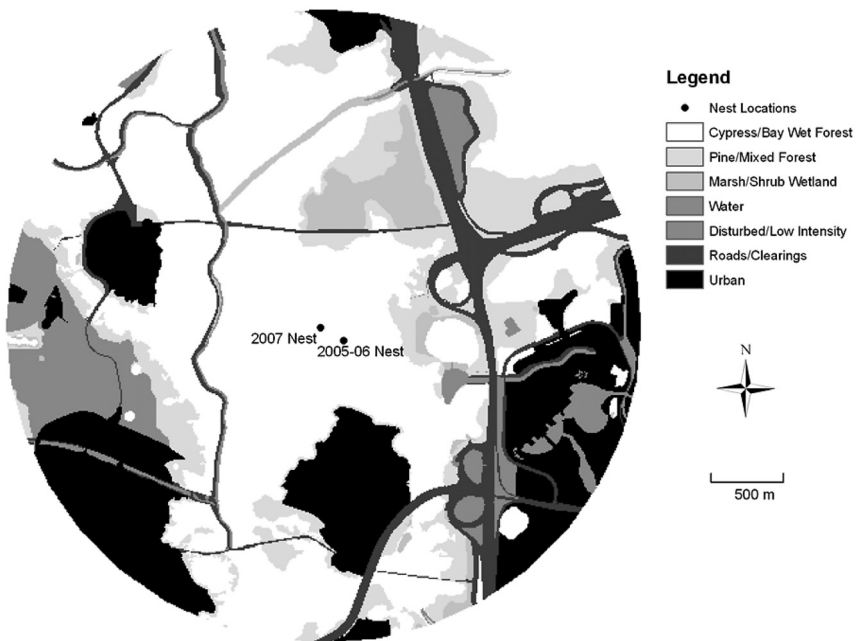 Legend
Nest Locations
Cypress/Bay Wet Forest
Pine/Mixed Forest
Marsh/Shrub Wetland
Water
Disturbed/Low Intensity
Roads/Clearings
Urban
2007 Nest
2005-06 Nest
N
500 m